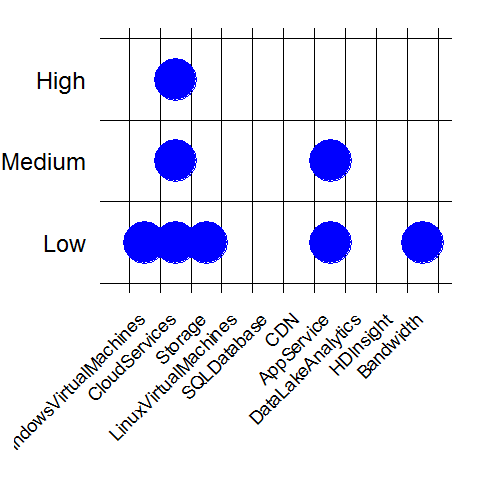 High
Medium
Low
ndowsVirtualMachines
CloudServices
Storage
LinuxVirtualMachines
SQLDatabase
CDN
AppService
DataLakeAnalytics
HDInsight
Bandwidth